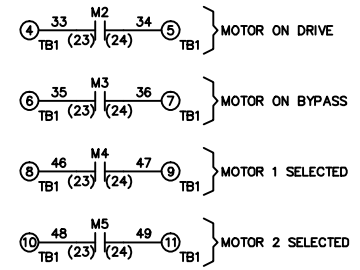 M2
4 33 34 5 MOTOR ON DRIVE
TB1 (23) (24) TB1
M3
6 35 36 7 MOTOR ON BYPASS
TB1 (23) (24) TB1
M4
8 46 47 9 MOTOR 1 SELECTED
TB1 (23) (24) TB1
M5
10 48 49 11 MOTOR 2 SELECTED
TB1 (23) (24) TB1